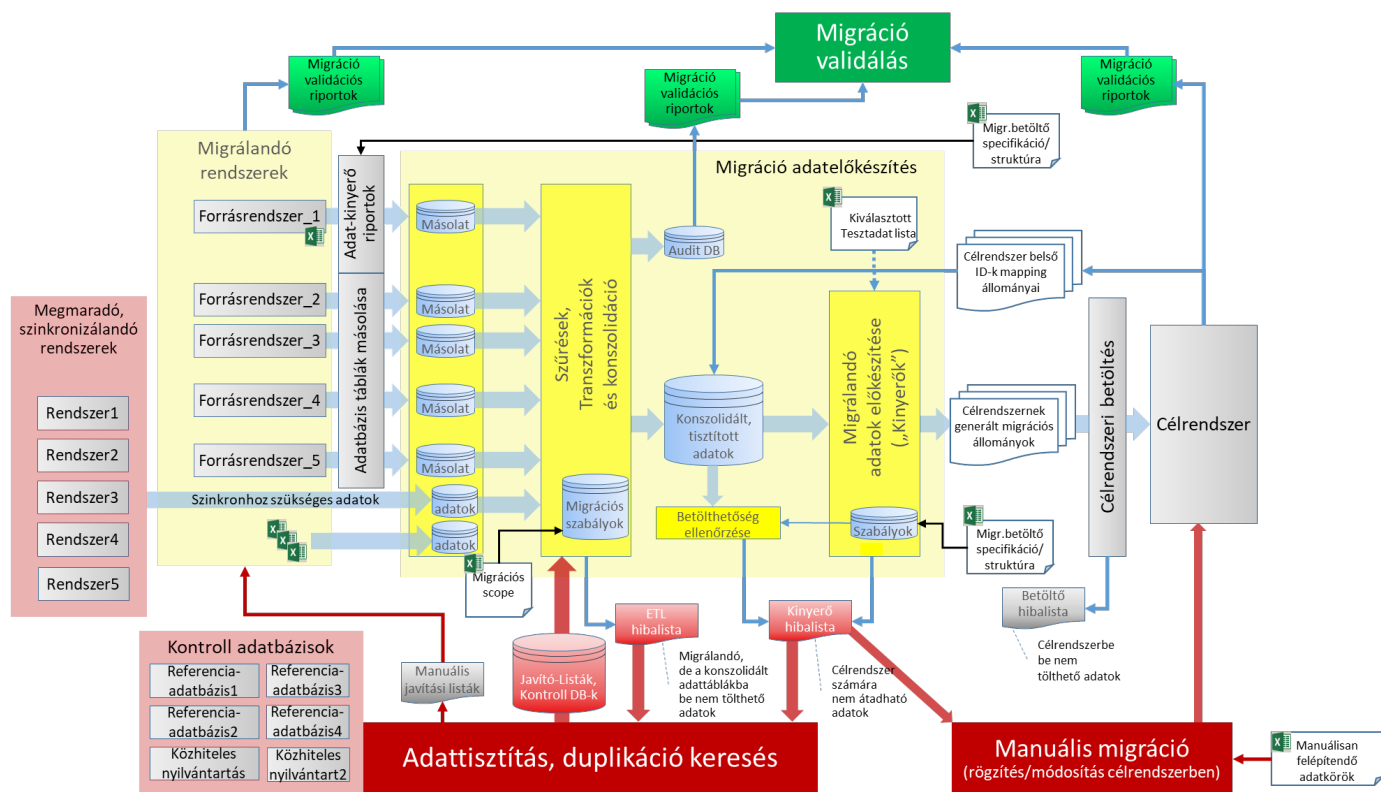 Migráció
validálás
Migráció
validációs
riportok
Migráció
validációs
riportok
Migráció
validációs
riportok
Migr.betöltő
specifikáció/
struktúra
Migrálandó
rendszerek
Adat-kinyerő
riportok
Migráció adatelőkészítés
Forrásrendszer_1
Másolat
Kiválasztott
Tesztadat lista
Audit DB
Célrendszer belső
ID-k mapping
állományai
Megmaradó,
szinkronizálandó
rendszerek
Rendszer1
Rendszer2
Rendszer3
Rendszer4
Rendszer5
Forrásrendszer_2
Forrásrendszer_3
Forrásrendszer_4
Forrásrendszer_5
Adatbázis táblák másolása
Másolat
Másolat
Másolat
Másolat
Szinkronhoz szükséges adatok
adatok
adatok
Szűrések,
Transzformációk
és konszolidáció
Migrációs
szabályok
Migrációs
scope
Konszolidált,
tisztított
adatok
Betölthetőség
ellenőrzése
Migrálandó
adatok előkészítése
(„Kinyerők”)
Szabályok
Célrendszernek
generált migrációs
állományok
Célrendszeri betöltés
Célrendszer
Migr.betöltő
specifikáció/
struktúra
Betöltő
hibalista
Célrendszerbe
be nem
tölthető adatok
ETL
hibalista
Kinyerő
hibalista
Migrálandó,
de a konszolidált
adattáblákba
be nem tölthető
adatok
Célrendszer
számára
nem átadható
adatok
Kontroll adatbázisok
Referencia-
adatbázis1
Referencia-
adatbázis3
Referencia-
adatbázis2
Referencia-
adatbázis4
Közhiteles
nyilvántartás
Közhiteles
nyilvántart2
Manuális
javítási listák
Javító-Listák,
Kontroll DB-k
Adattisztítás, duplikáció keresés
Manuális migráció
(rögzítés/módosítás célrendszerben)
Manuálisan
felépítendő
adatkörök